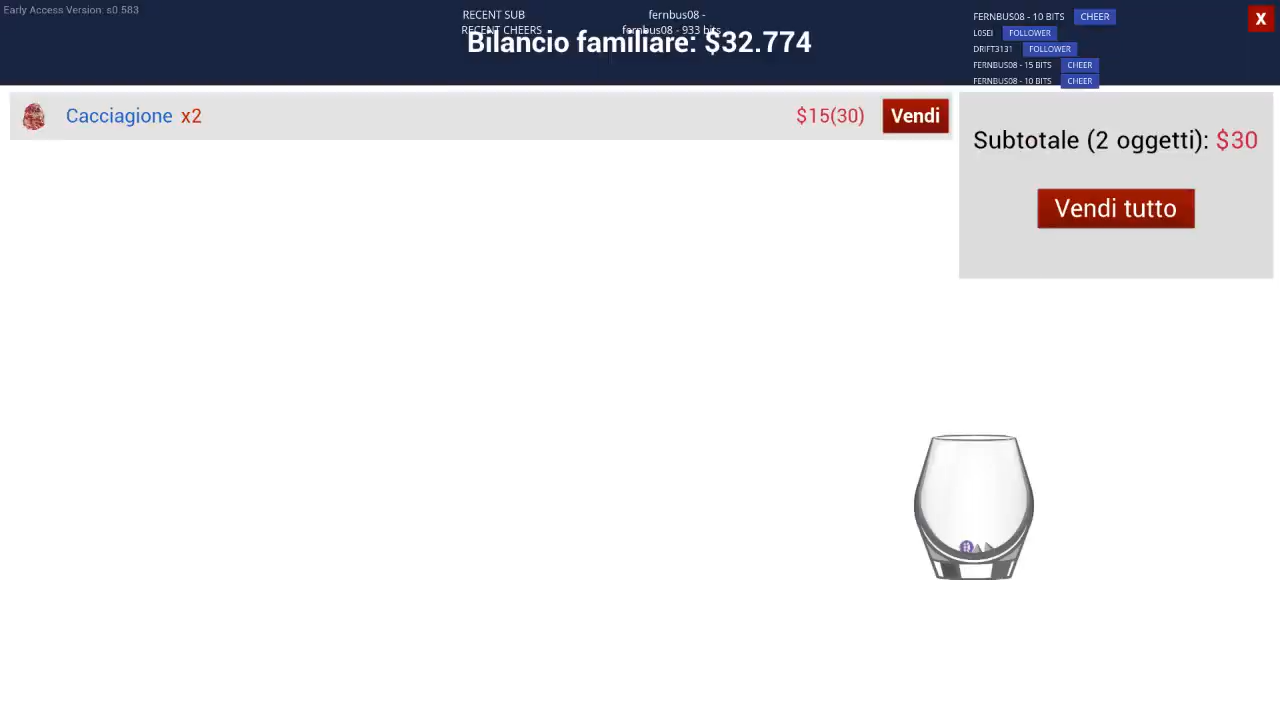 Early Access Version: s0.583
RECENT SUB fernbus08 -
RECENT CHEERS fernbus08 - 933 bits
Bilancio familiare: $32.774
FERNBUS08 - 10 BITS CHEER
L0SEI FOLLOWER
DRIFT3131 FOLLOWER
FERNBUS08 - 15 BITS CHEER
FERNBUS08 - 10 BITS CHEER
X
Cacciagione x2 $15(30) Vendi
Subtotale (2 oggetti): $30
Vendi tutto